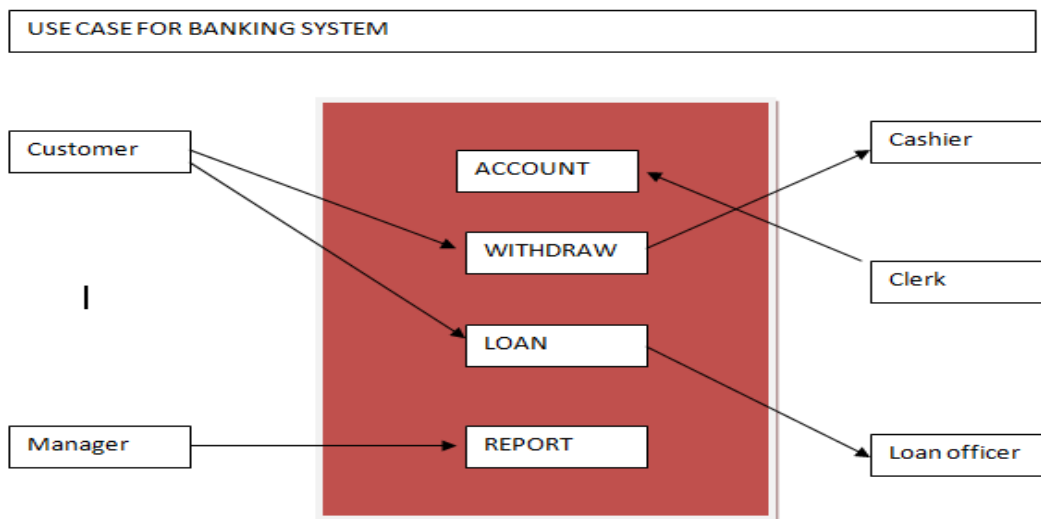 USE CASE FOR BANKING SYSTEM
Customer
Cashier
ACCOUNT
WITHDRAW
Clerk
LOAN
Manager
REPORT
Loan officer